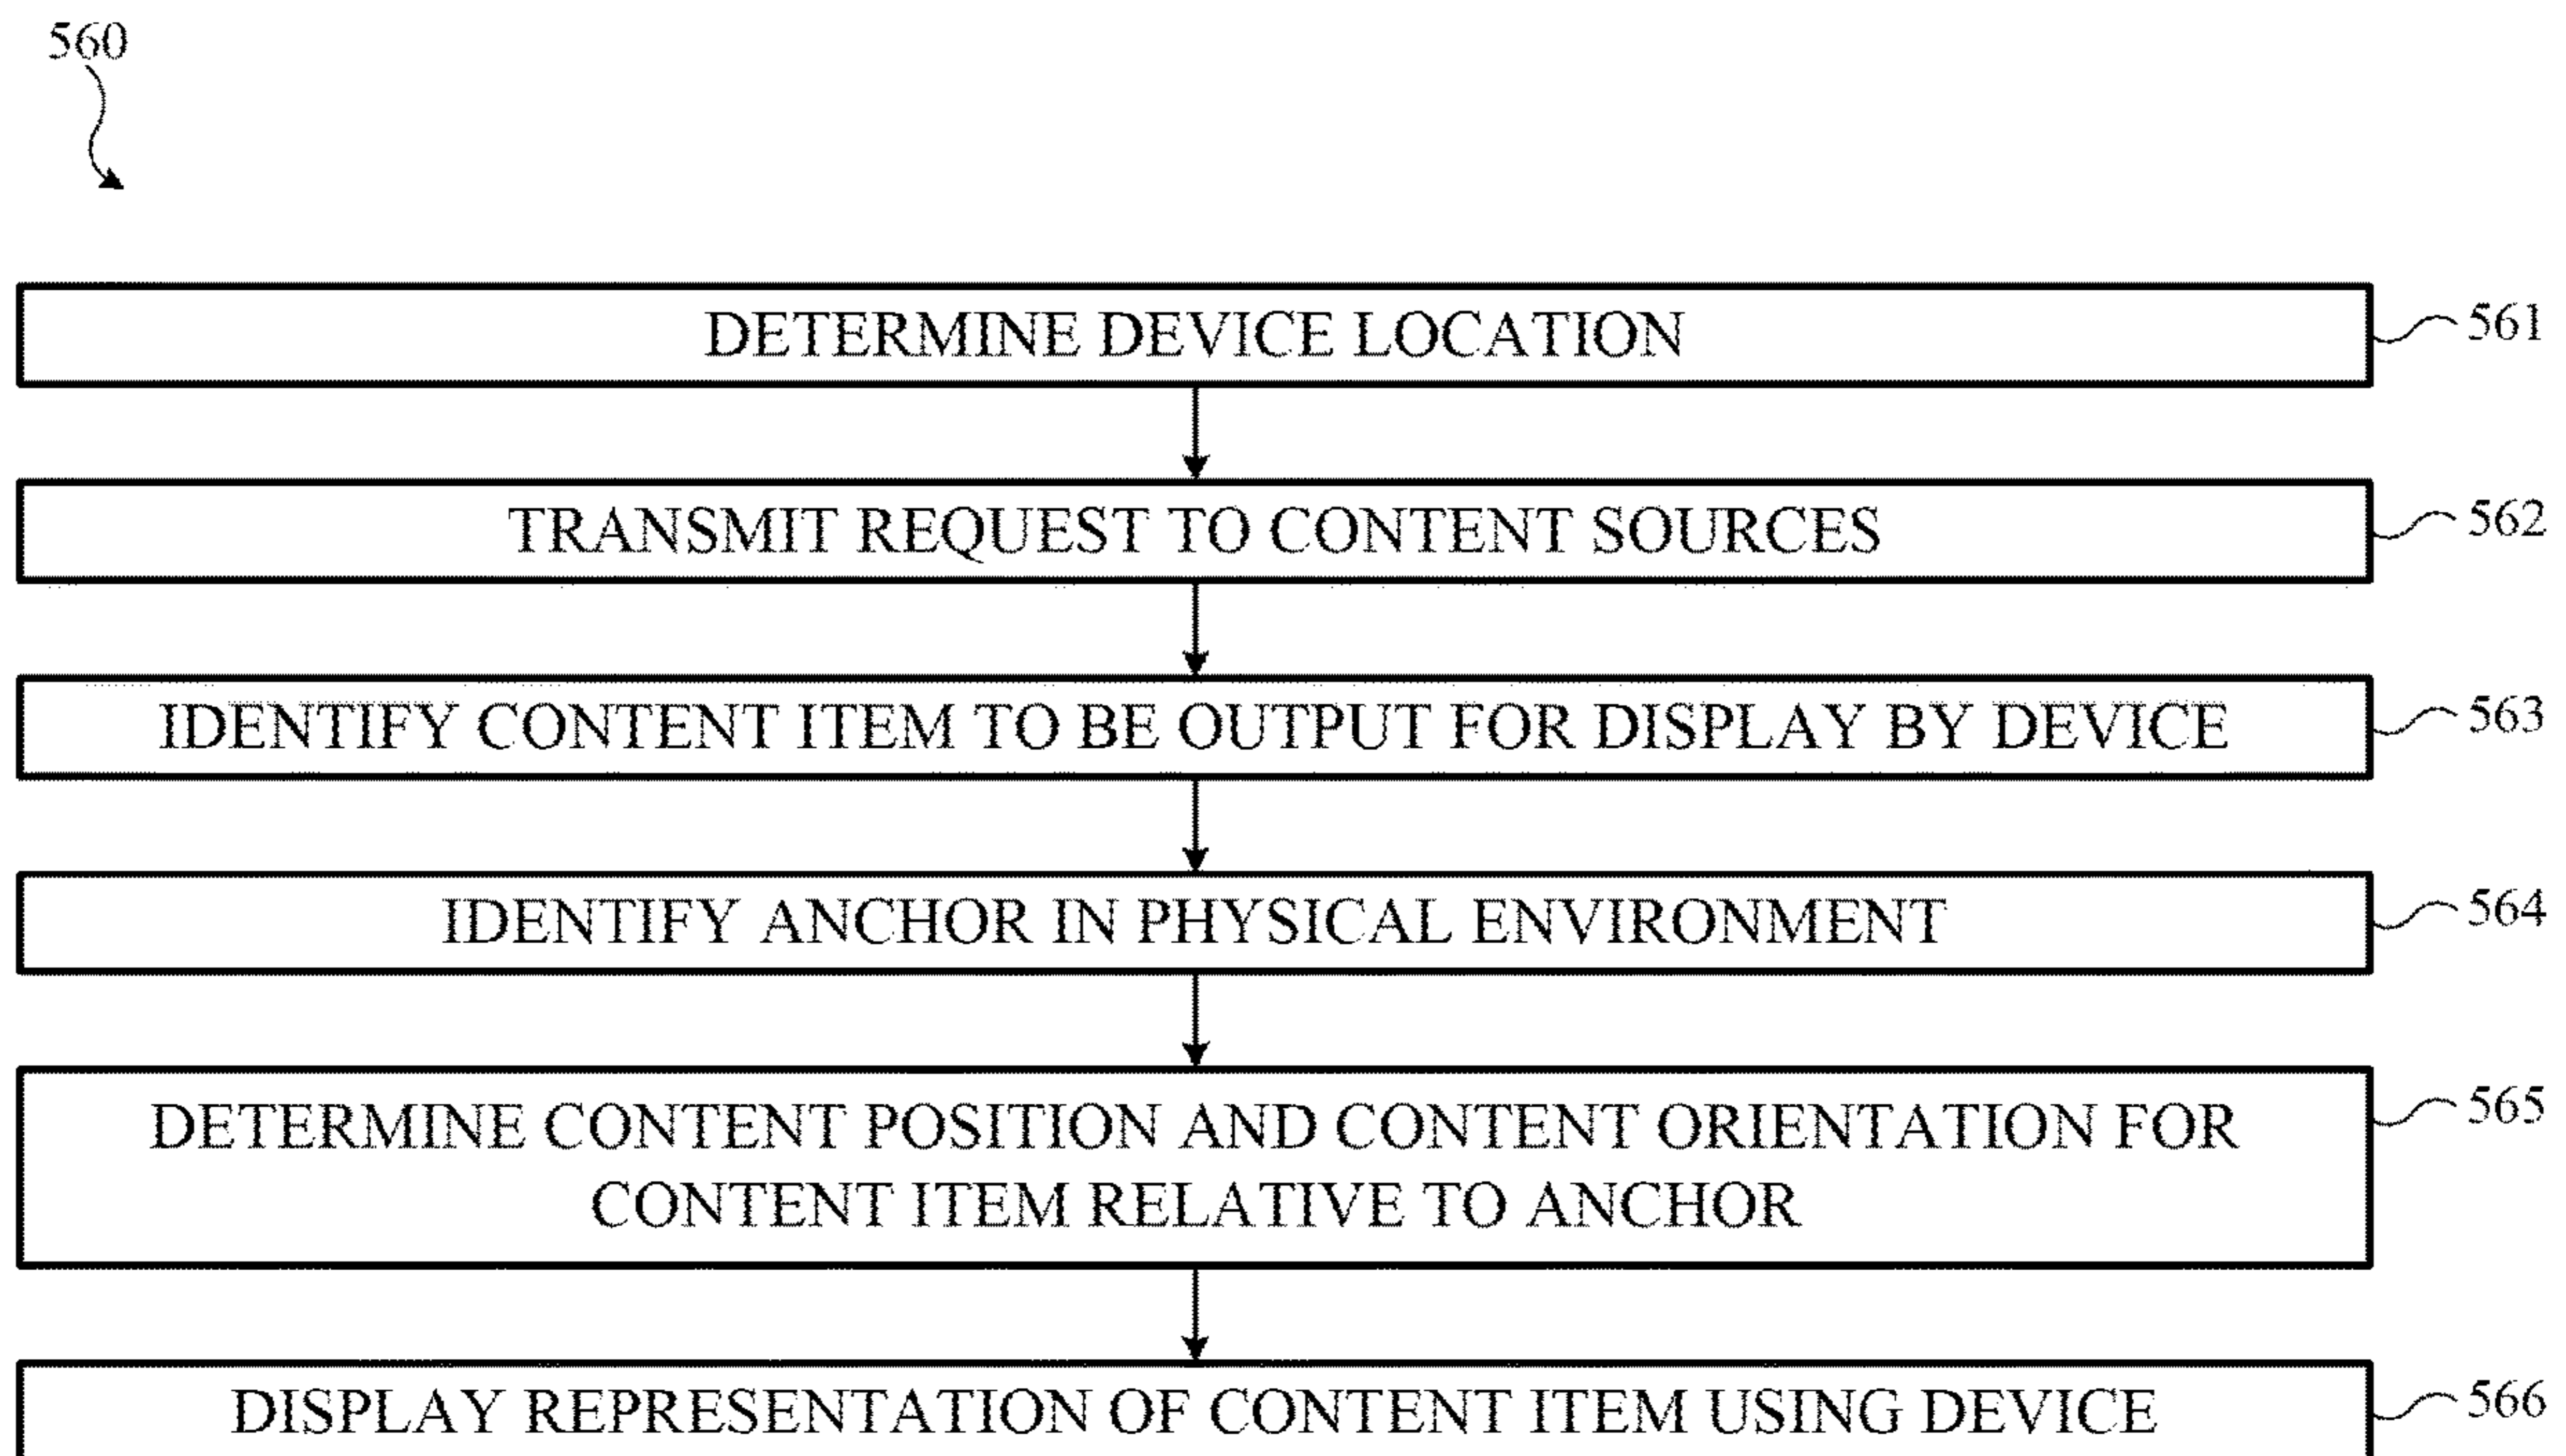 560
DETERMINE DEVICE LOCATION
561
TRANSMIT REQUEST TO CONTENT SOURCES
562
IDENTIFY CONTENT ITEM TO BE OUTPUT FOR DISPLAY BY DEVICE
563
IDENTIFY ANCHOR IN PHYSICAL ENVIRONMENT
564
DETERMINE CONTENT POSITION AND CONTENT ORIENTATION FOR
CONTENT ITEM RELATIVE TO ANCHOR
565
DISPLAY REPRESENTATION OF CONTENT ITEM USING DEVICE
566